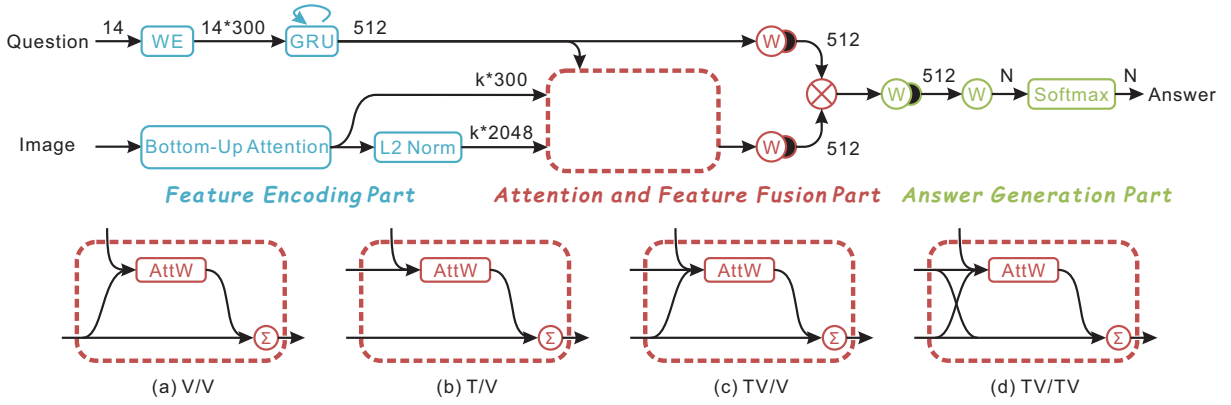 Question 14 WE 14*300 GRU 512 W 512
k*300
W 512 W N Softmax N Answer
Image Bottom-Up Attention L2 Norm k*2048 W 512
Feature Encoding Part Attention and Feature Fusion Part Answer Generation Part
AttW AttW AttW AttW
Σ Σ Σ Σ
(a) V/V (b) T/V (c) TV/V (d) TV/TV